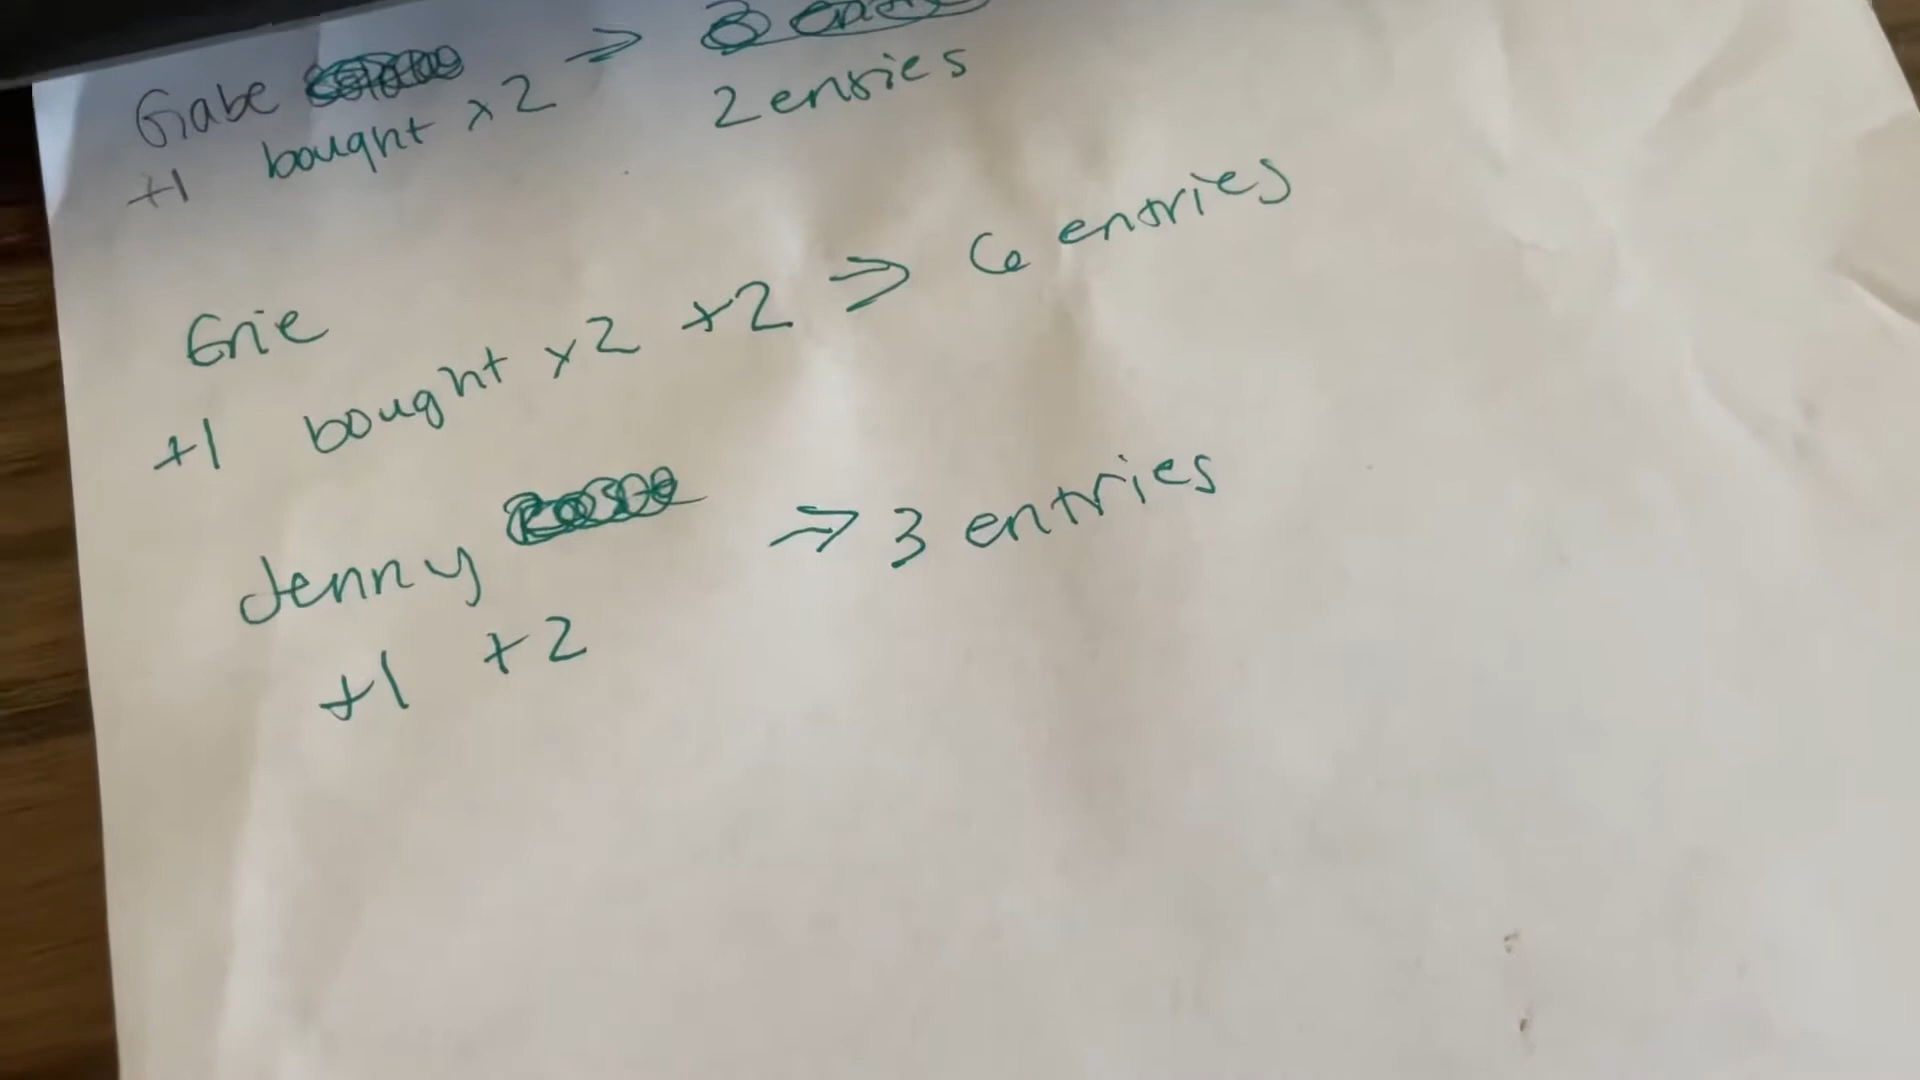 Gabe
+1 bought x2 ⇒ 2 entries
Erie
+1 bought x2 +2 ⇒ 6 entries
Jenny ⇒ 3 entries
+1 +2